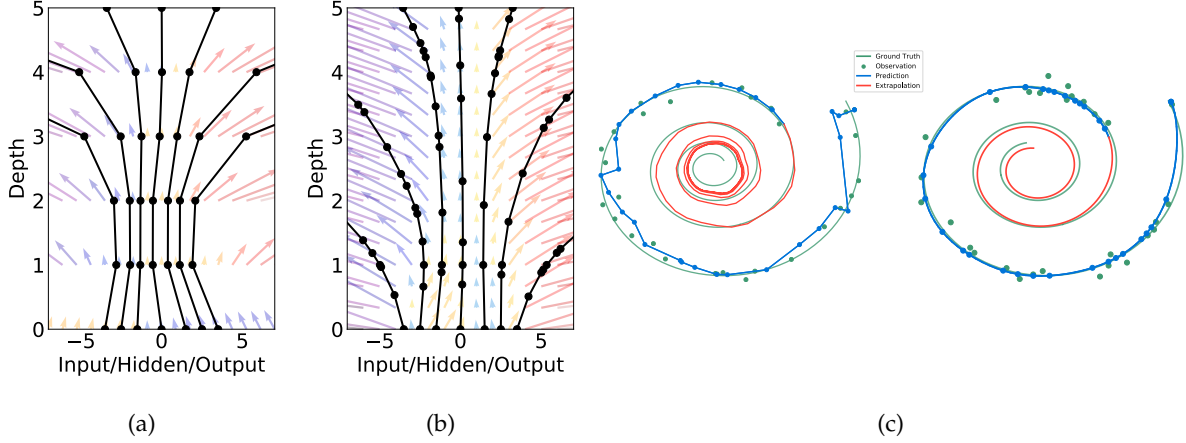 5
4
3
2
1
0
Depth
−5 0 5
Input/Hidden/Output
(a)
5
4
3
2
1
0
Depth
−5 0 5
Input/Hidden/Output
(b)
Ground Truth
Observation
Prediction
Extrapolation
(c)